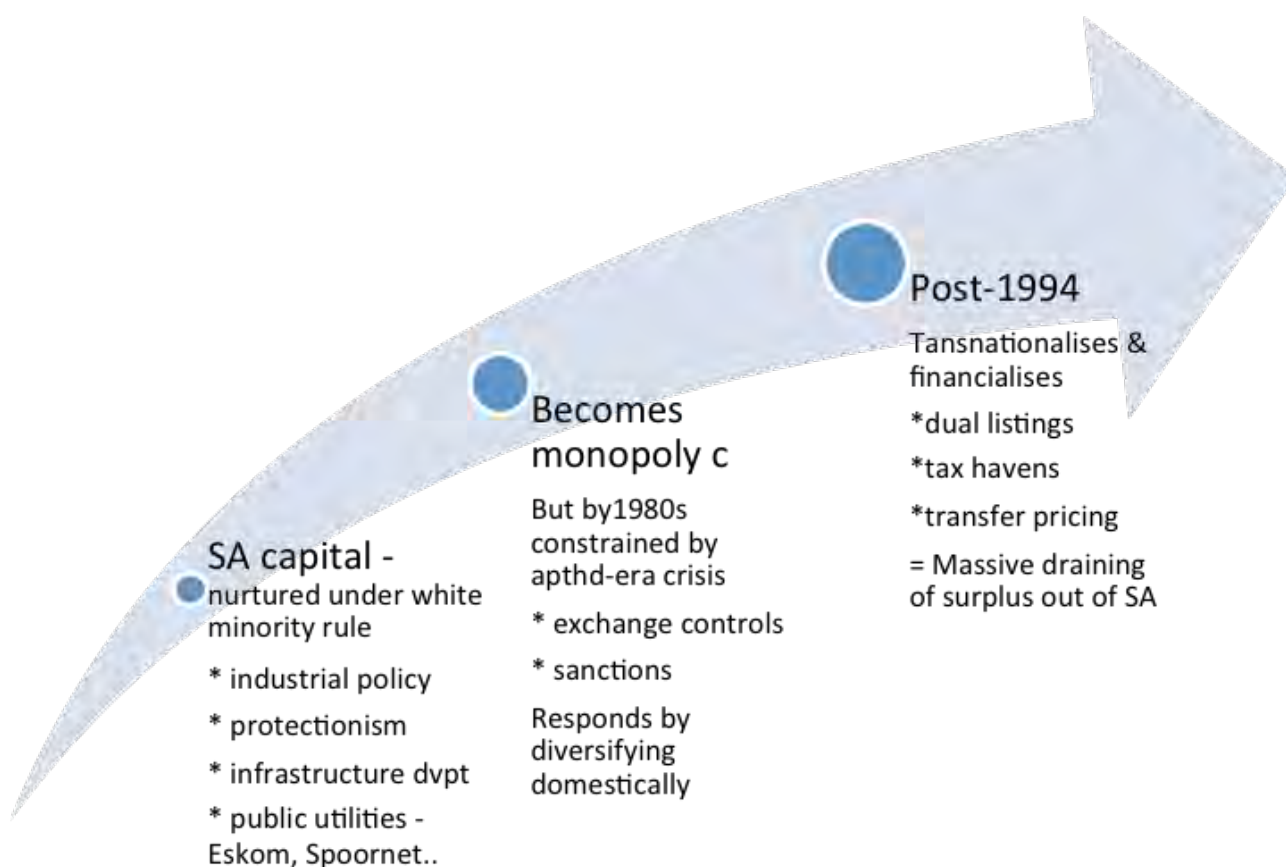 SA capital -
nurtured under white
minority rule
* industrial policy
* protectionism
* infrastructure dvpt
* public utilities -
Eskom, Spoornet..
Becomes
monopoly c
But by1980s
constrained by
apthd-era crisis
* exchange controls
* sanctions
Responds by
diversifying
domestically
Post-1994
Tansnationalises &
financialises
*dual listings
*tax havens
*transfer pricing
= Massive draining
of surplus out of SA